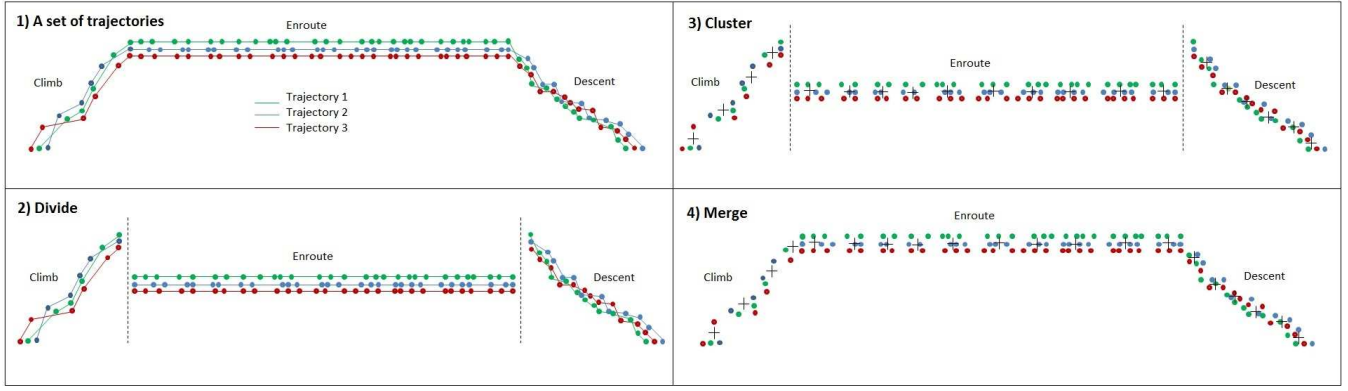 1) A set of trajectories
Enroute
Climb
Descent
Trajectory 1
Trajectory 2
Trajectory 3
2) Divide
Enroute
Climb
Descent
3) Cluster
Enroute
Climb
Descent
4) Merge
Enroute
Climb
Descent